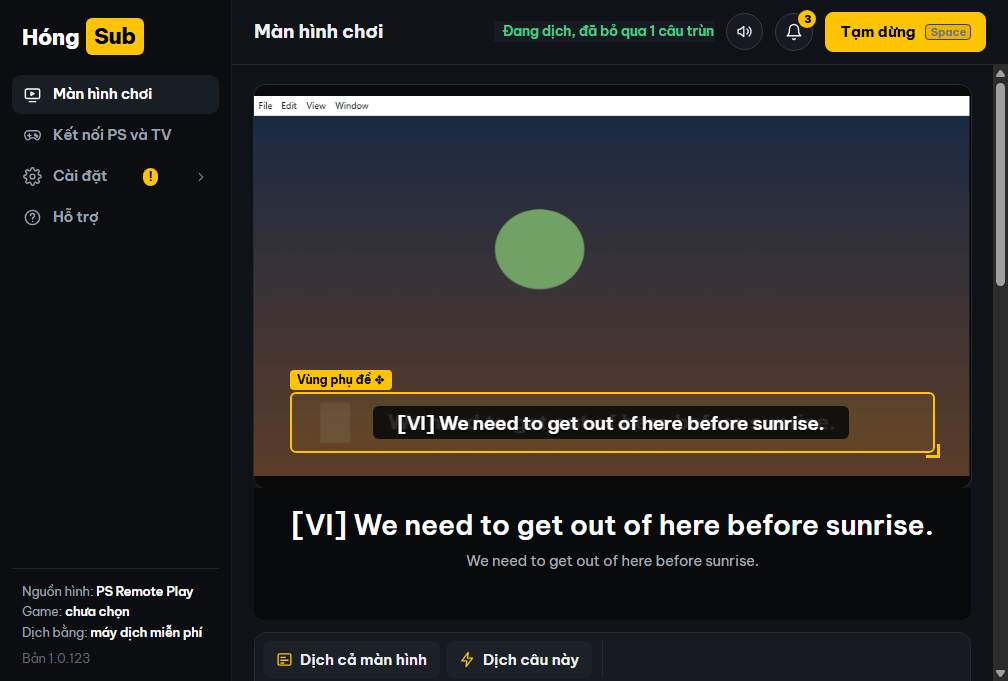 Hóng Sub
Màn hình chơi
Kết nối PS và TV
Cài đặt !
Hỗ trợ
Nguồn hình: PS Remote Play
Game: chưa chọn
Dịch bằng: máy dịch miễn phí
Bản 1.0.123
Màn hình chơi
Đang dịch, đã bỏ qua 1 câu trùn
3
Tạm dừng Space
File Edit View Window
Vùng phụ đề
[VI] We need to get out of here before sunrise.
[VI] We need to get out of here before sunrise.
We need to get out of here before sunrise.
Dịch cả màn hình
Dịch câu này